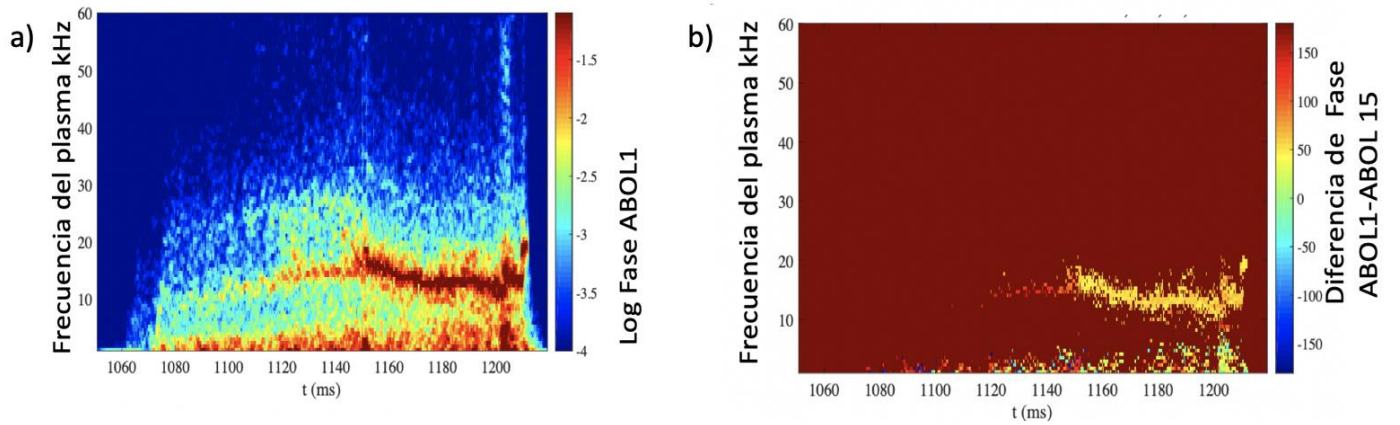 a)
Frecuencia del plasma kHz
60
50
40
30
20
10
1060 1080 1100 1120 1140 1160 1180 1200
t (ms)
-1.5
-2
-2.5
-3
-3.5
-4
Log Fase ABOL1
b)
Frecuencia del plasma kHz
60
50
40
30
20
10
1060 1080 1100 1120 1140 1160 1180 1200
t (ms)
150
100
50
0
-50
-100
-150
Diferencia de Fase
ABOL1-ABOL 15